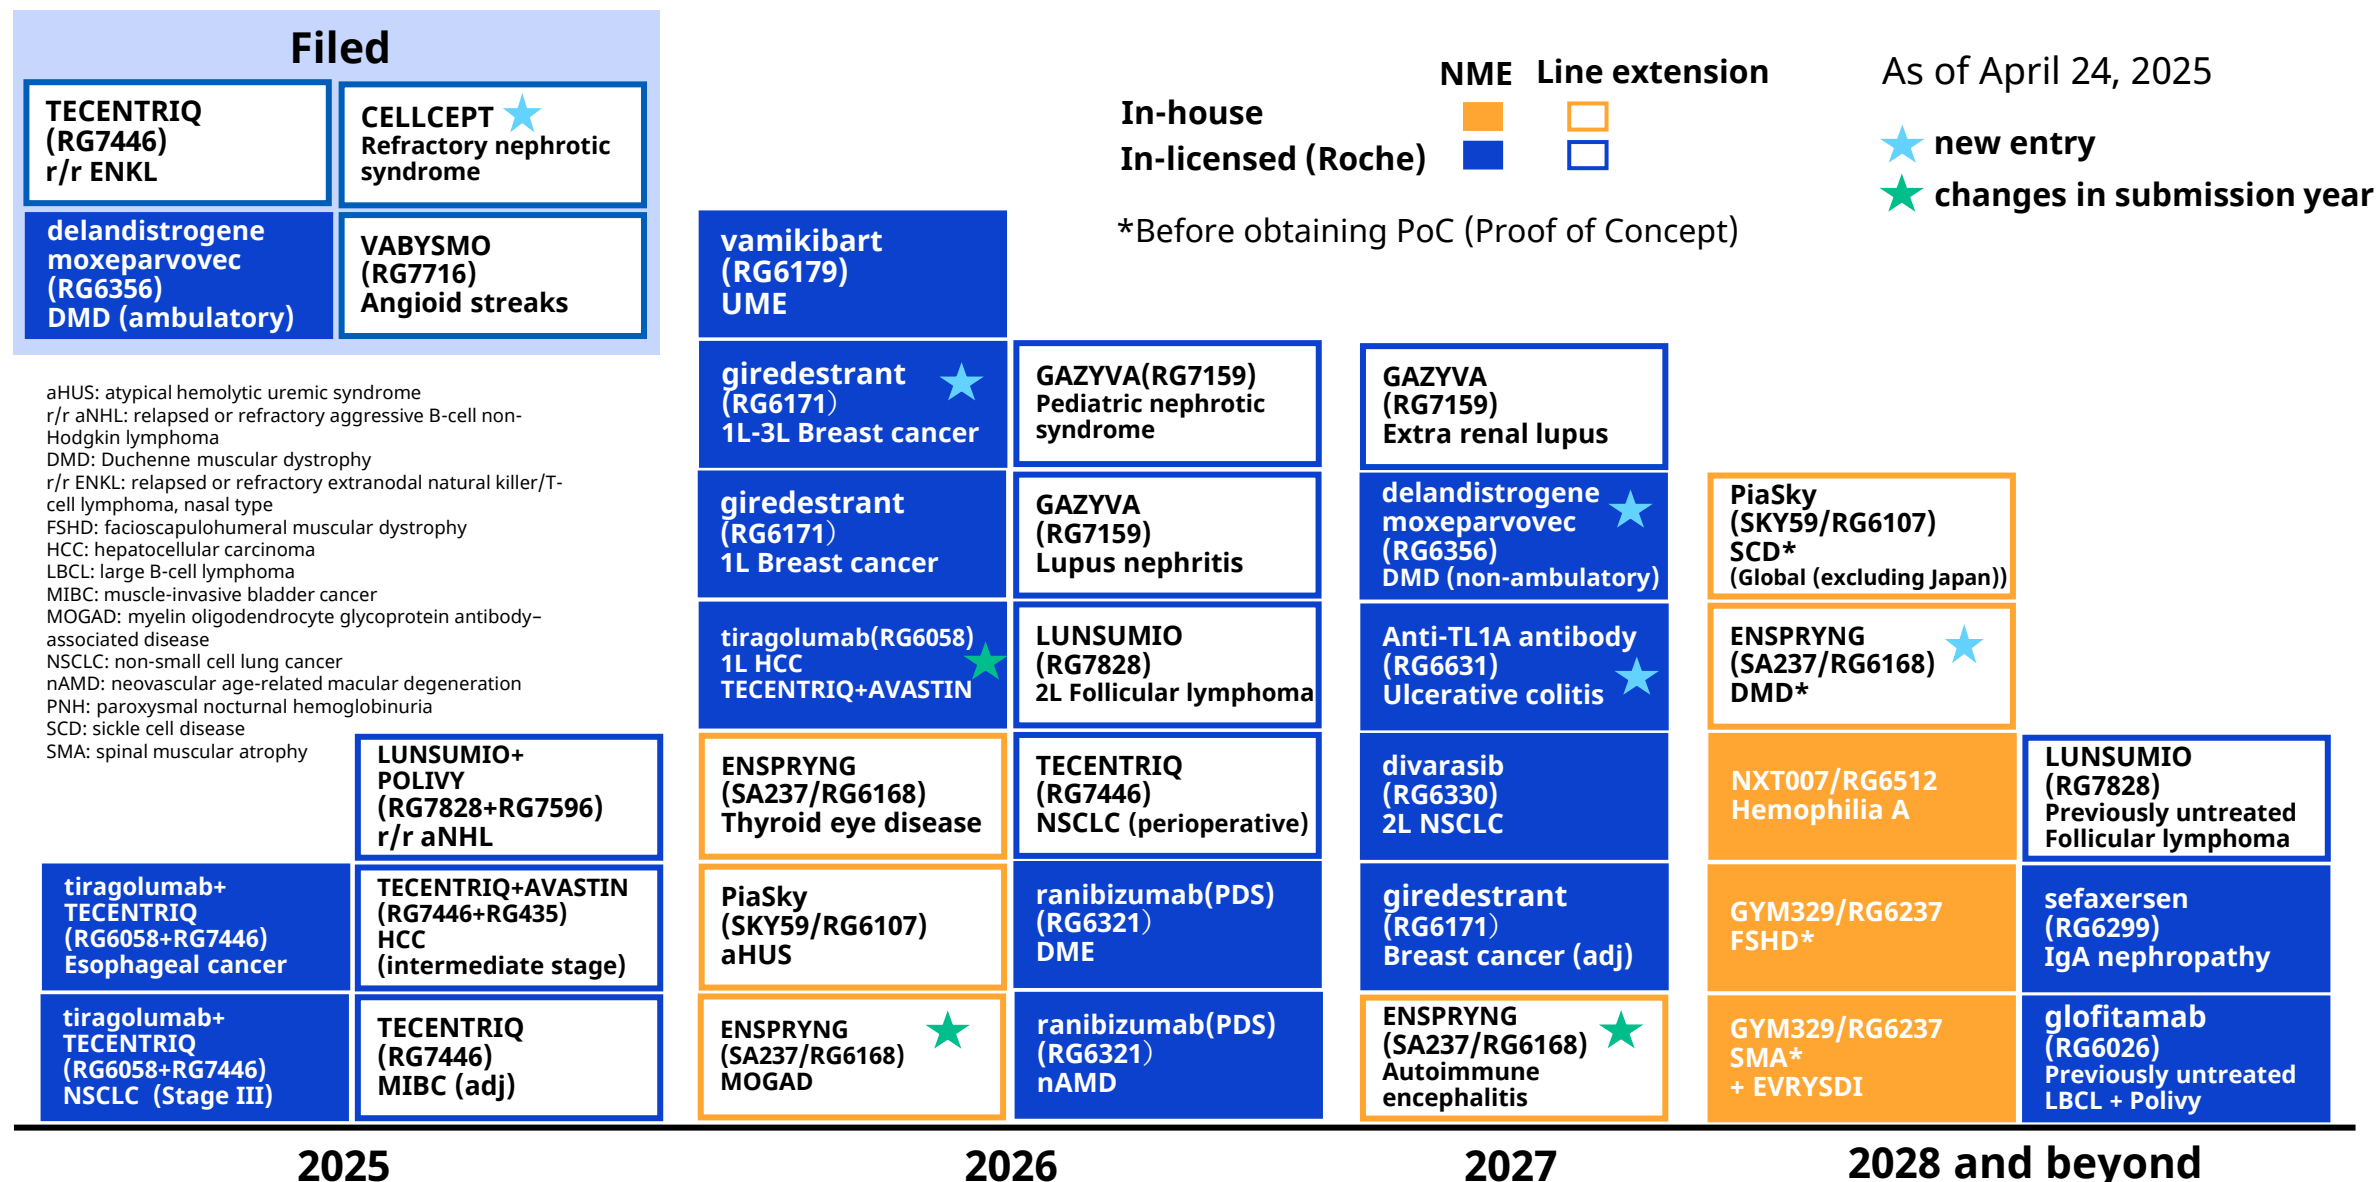 Filed
TECENTRIQ
(RG7446)
r/r ENKL
CELLCEPT
Refractory nephrotic
syndrome
delandistrogene
moxeparvovec
(RG6356)
DMD (ambulatory)
VABYSMO
(RG7716)
Angioid streaks
NME Line extension
In-house
In-licensed (Roche)
*Before obtaining PoC (Proof of Concept)
As of April 24, 2025
new entry
changes in submission year
aHUS: atypical hemolytic uremic syndrome
r/r aNHL: relapsed or refractory aggressive B-cell non-
Hodgkin lymphoma
DMD: Duchenne muscular dystrophy
r/r ENKL: relapsed or refractory extranodal natural killer/T-
cell lymphoma, nasal type
FSHD: facioscapulohumeral muscular dystrophy
HCC: hepatocellular carcinoma
LBCL: large B-cell lymphoma
MIBC: muscle-invasive bladder cancer
MOGAD: myelin oligodendrocyte glycoprotein antibody–
associated disease
NSCLC: non-small cell lung cancer
nAMD: neovascular age-related macular degeneration
PNH: paroxysmal nocturnal hemoglobinuria
SCD: sickle cell disease
SMA: spinal muscular atrophy
LUNSUMIO+
POLIVY
(RG7828+RG7596)
r/r aNHL
tiragolumab+
TECENTRIQ
(RG6058+RG7446)
Esophageal cancer
TECENTRIQ+AVASTIN
(RG7446+RG435)
HCC
(intermediate stage)
tiragolumab+
TECENTRIQ
(RG6058+RG7446)
NSCLC (Stage III)
TECENTRIQ
(RG7446)
MIBC (adj)
2025
vamikibart
(RG6179)
UME
giredestrant
(RG6171）
1L-3L Breast cancer
GAZYVA(RG7159)
Pediatric nephrotic
syndrome
giredestrant
(RG6171）
1L Breast cancer
GAZYVA
(RG7159)
Lupus nephritis
tiragolumab(RG6058)
1L HCC
TECENTRIQ+AVASTIN
LUNSUMIO
(RG7828)
2L Follicular lymphoma
ENSPRYNG
(SA237/RG6168)
Thyroid eye disease
TECENTRIQ
(RG7446)
NSCLC (perioperative)
PiaSky
(SKY59/RG6107)
aHUS
ranibizumab(PDS)
(RG6321）
DME
ENSPRYNG
(SA237/RG6168)
MOGAD
ranibizumab(PDS)
(RG6321）
nAMD
2026
GAZYVA
(RG7159)
Extra renal lupus
delandistrogene
moxeparvovec
(RG6356)
DMD (non-ambulatory)
Anti-TL1A antibody
(RG6631)
Ulcerative colitis
divarasib
(RG6330)
2L NSCLC
giredestrant
(RG6171）
Breast cancer (adj)
ENSPRYNG
(SA237/RG6168)
Autoimmune
encephalitis
2027
PiaSky
(SKY59/RG6107)
SCD*
(Global (excluding Japan))
ENSPRYNG
(SA237/RG6168)
DMD*
NXT007/RG6512
Hemophilia A
LUNSUMIO
(RG7828)
Previously untreated
Follicular lymphoma
GYM329/RG6237
FSHD*
sefaxersen
(RG6299)
IgA nephropathy
GYM329/RG6237
SMA*
+ EVRYSDI
glofitamab
(RG6026)
Previously untreated
LBCL + Polivy
2028 and beyond